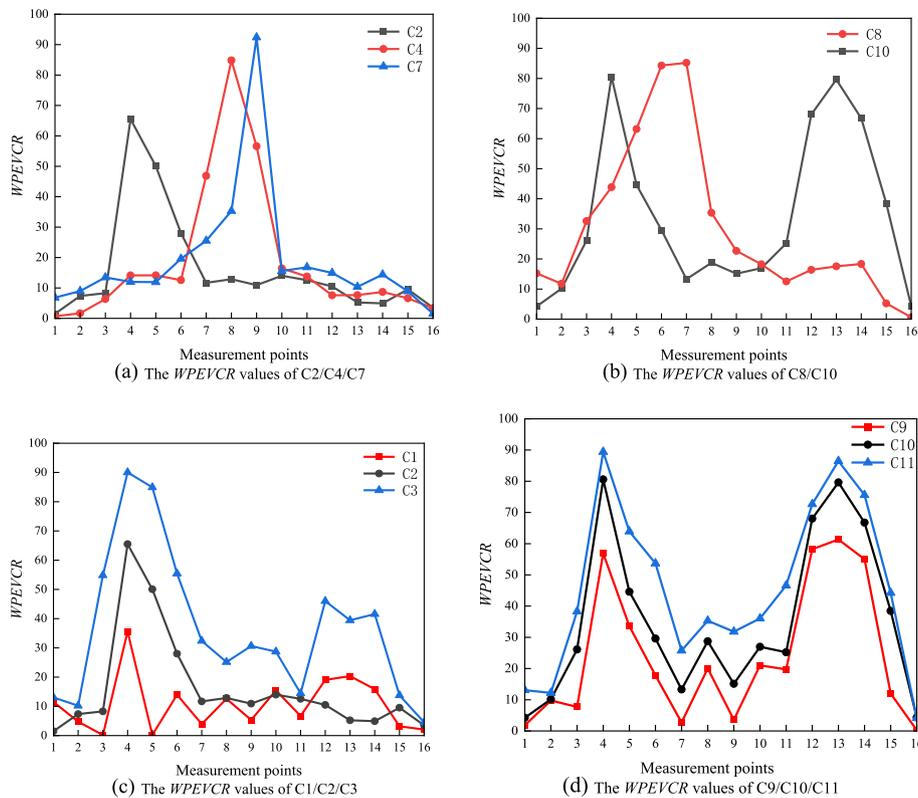 100
90
80
70
60
50
40
30
20
10
0
WPEVCR
C2
C4
C7
1 2 3 4 5 6 7 8 9 10 11 12 13 14 15 16
Measurement points
(a) The WPEVCR values of C2/C4/C7
100
90
80
70
60
50
40
30
20
10
0
WPEVCR
C8
C10
1 2 3 4 5 6 7 8 9 10 11 12 13 14 15 16
Messurement points
(b) The WPEVCR values of C8/C10
100
90
80
70
60
50
40
30
20
10
0
WPEVCR
C1
C2
C3
1 2 3 4 5 6 7 8 9 10 11 12 13 14 15 16
Measurement points
(c) The WPEVCR values of C1/C2/C3
100
90
80
70
60
50
40
30
20
10
0
WPEVCR
C9
C10
C11
1 2 3 4 5 6 7 8 9 10 11 12 13 14 15 16
Measurement points
(d) The WPEVCR values of C9/C10/C11